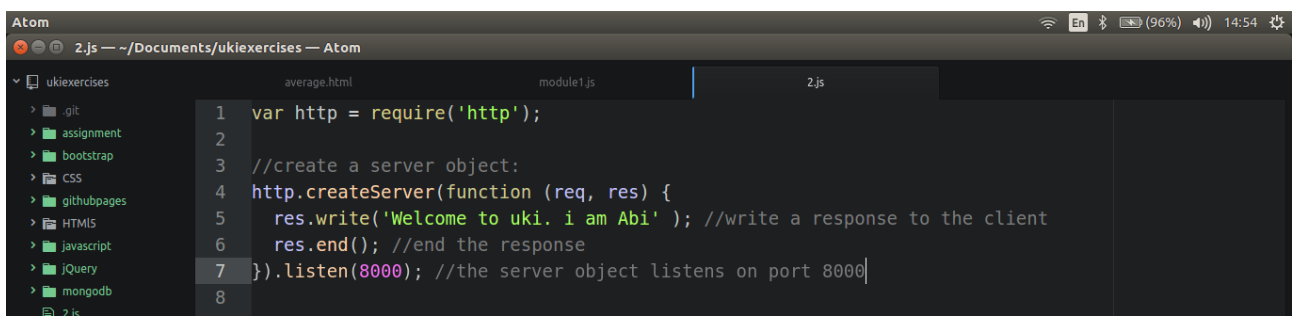 Atom
En (96%) 14:54
2.js — ~/Documents/ukiexercises — Atom
ukiexercises
average.html
module1.js
2.js
.git
assignment
bootstrap
CSS
githubpages
HTMl5
javascript
jQuery
mongodb
2.js
1 var http = require('http');
2
3 //create a server object:
4 http.createServer(function (req, res) {
5 res.write('Welcome to uki. i am Abi' ); //write a response to the client
6 res.end(); //end the response
7 }).listen(8000); //the server object listens on port 8000
8